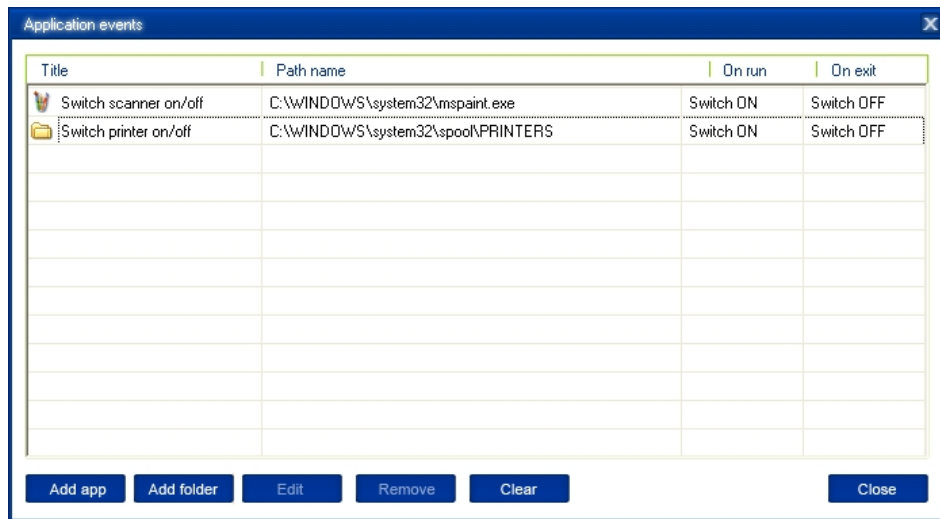 Application events
Title Path name On run On exit
Switch scanner on/off C:\WINDOWS\system32\mspaint.exe Switch ON Switch OFF
Switch printer on/off C:\WINDOWS\system32\spool\PRINTERS Switch ON Switch OFF
Add app Add folder Edit Remove Clear Close